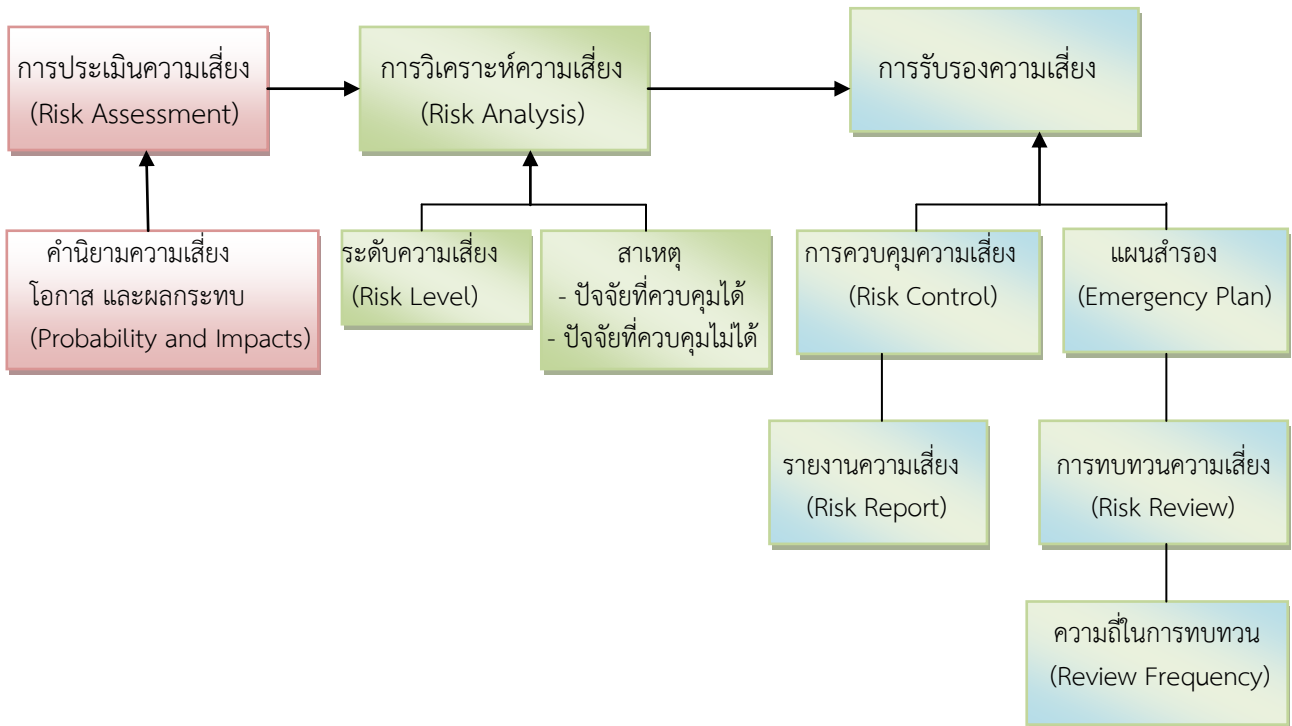 การประเมินความเสี่ยง
(Risk Assessment)
การวิเคราะห์ความเสี่ยง
(Risk Analysis)
การรับรองความเสี่ยง
คำนิยามความเสี่ยง
โอกาส และผลกระทบ
(Probability and Impacts)
ระดับความเสี่ยง
(Risk Level)
สาเหตุ
- ปัจจัยที่ควบคุมได้
- ปัจจัยที่ควบคุมไม่ได้
การควบคุมความเสี่ยง
(Risk Control)
แผนสำรอง
(Emergency Plan)
รายงานความเสี่ยง
(Risk Report)
การทบทวนความเสี่ยง
(Risk Review)
ความถี่ในการทบทวน
(Review Frequency)